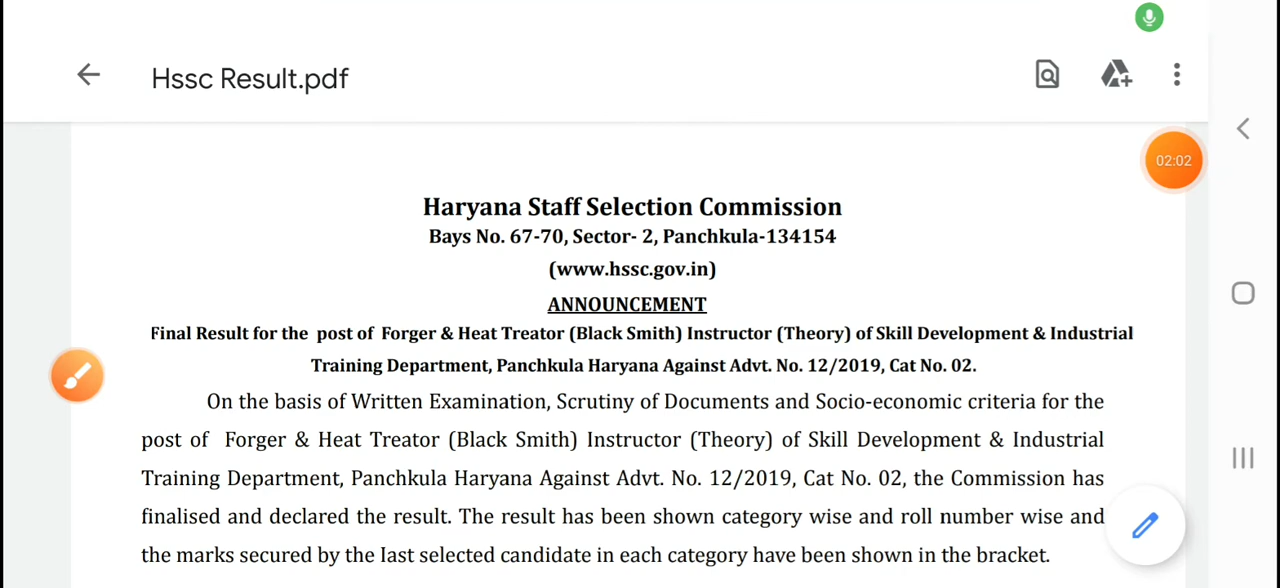 Hssc Result.pdf
02:02
Haryana Staff Selection Commission
Bays No. 67-70, Sector- 2, Panchkula-134154
(www.hssc.gov.in)
ANNOUNCEMENT
Final Result for the post of Forger & Heat Treator (Black Smith) Instructor (Theory) of Skill Development & Industrial
Training Department, Panchkula Haryana Against Advt. No. 12/2019, Cat No. 02.
On the basis of Written Examination, Scrutiny of Documents and Socio-economic criteria for the
post of Forger & Heat Treator (Black Smith) Instructor (Theory) of Skill Development & Industrial
Training Department, Panchkula Haryana Against Advt. No. 12/2019, Cat No. 02, the Commission has
finalised and declared the result. The result has been shown category wise and roll number wise and
the marks secured by the last selected candidate in each category have been shown in the bracket.